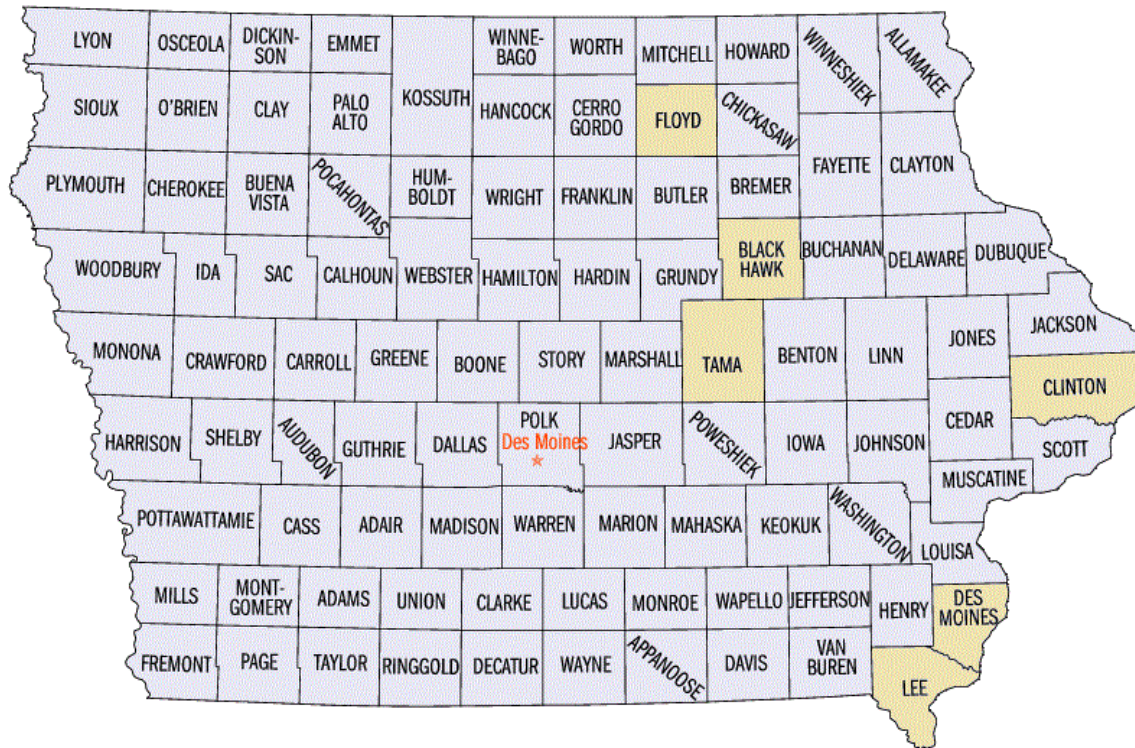 LYON
OSCEOLA
DICKIN-
SON
EMMET
WINNE-
BAGO
WORTH
MITCHELL
HOWARD
WINNESHIEK
ALLAMAKEE
SIOUX
O'BRIEN
CLAY
PALO
ALTO
KOSSUTH
HANCOCK
CERRO
GORDO
FLOYD
CHICKASAW
PLYMOUTH
CHEROKEE
BUENA
VISTA
POCAHONTAS
HUM-
BOLDT
WRIGHT
FRANKLIN
BUTLER
BREMER
FAYETTE
CLAYTON
WOODBURY
IDA
SAC
CALHOUN
WEBSTER
HAMILTON
HARDIN
GRUNDY
BLACK
HAWK
BUCHANAN
DELAWARE
DUBUQUE
MONONA
CRAWFORD
CARROLL
GREENE
BOONE
STORY
MARSHALL
TAMA
BENTON
LINN
JONES
JACKSON
CLINTON
HARRISON
SHELBY
AUDUBON
GUTHRIE
DALLAS
POLK
Des Moines
JASPER
POWESHIEK
IOWA
JOHNSON
CEDAR
SCOTT
MUSCATINE
POTTAWATTAMIE
CASS
ADAIR
MADISON
WARREN
MARION
MAHASKA
KEOKUK
WASHINGTON
LOUISA
MILLS
MONT-
GOMERY
ADAMS
UNION
CLARKE
LUCAS
MONROE
WAPELLO
JEFFERSON
HENRY
DES
MOINES
FREMONT
PAGE
TAYLOR
RINGGOLD
DECATUR
WAYNE
APPANOOSE
DAVIS
VAN
BUREN
LEE